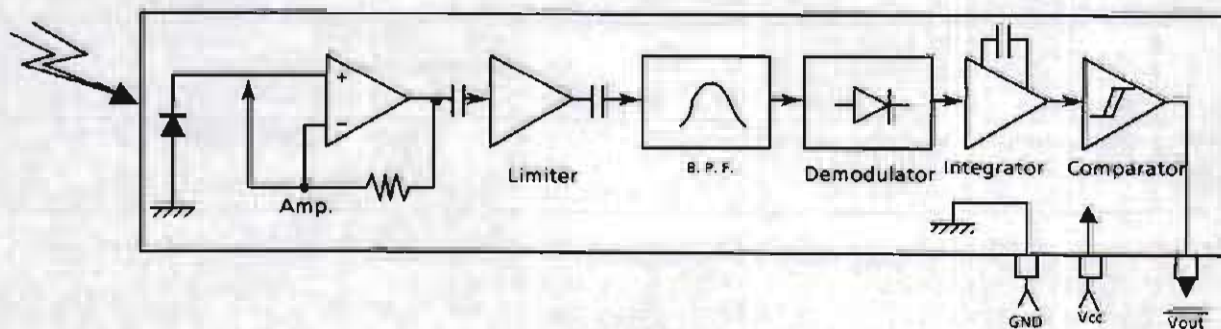 +
−
Amp.
Limiter
B. P. F.
Demodulator
Integrator
Comparator
GND
Vcc
Vout